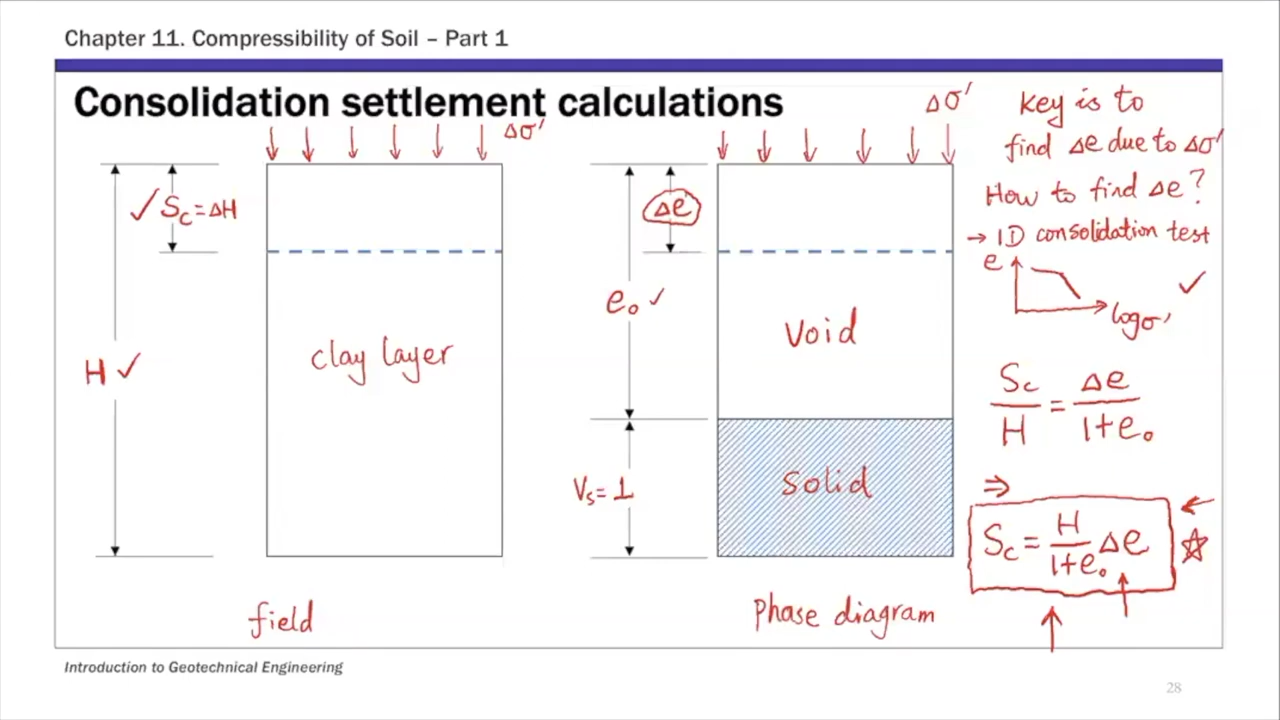 Chapter 11. Compressibility of Soil – Part 1
Consolidation settlement calculations
Δσ'
✓ Sc = ΔH
H ✓
clay layer
field
Δσ'
Δe
e₀ ✓
Vs = 1
Void
Solid
Phase diagram
key is to
find Δe due to Δσ'
How to find Δe?
→ 1D consolidation test
e
logσ'
✓
Sc/H = Δe/1+e₀
⇒
Sc = H/1+e₀ Δe
Introduction to Geotechnical Engineering
28